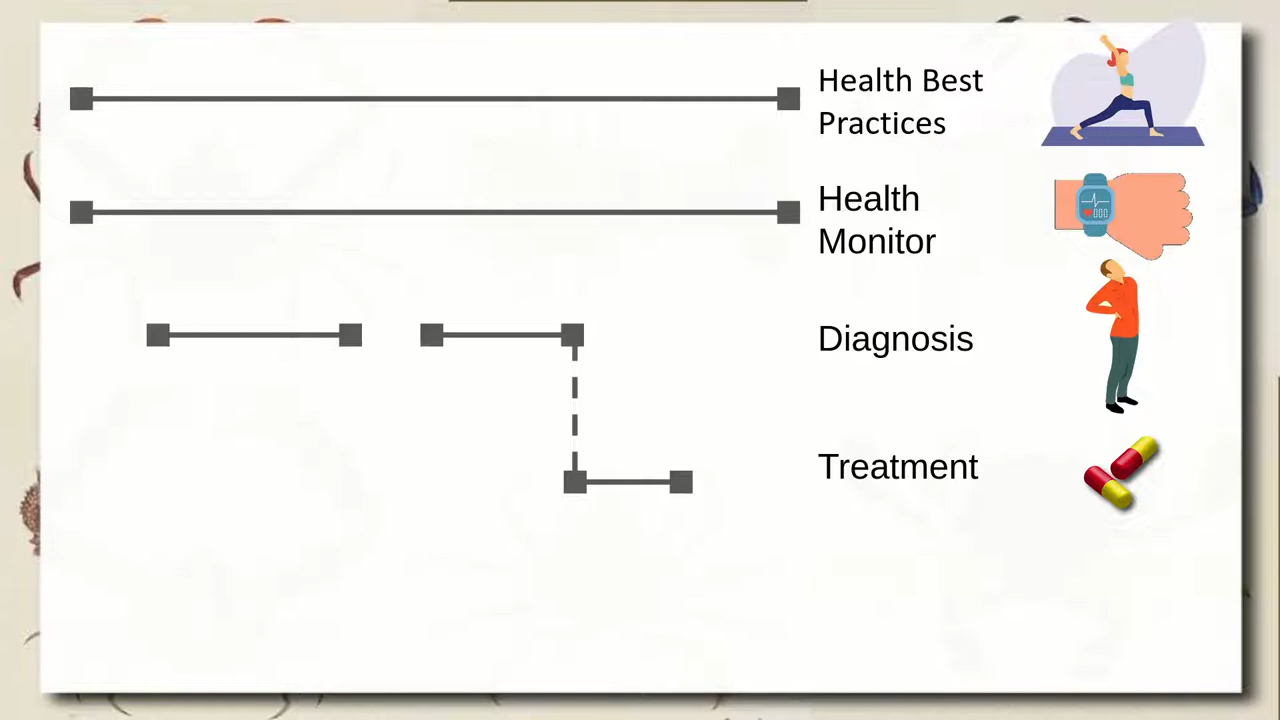 Health Best
Practices
Health
Monitor
Diagnosis
Treatment